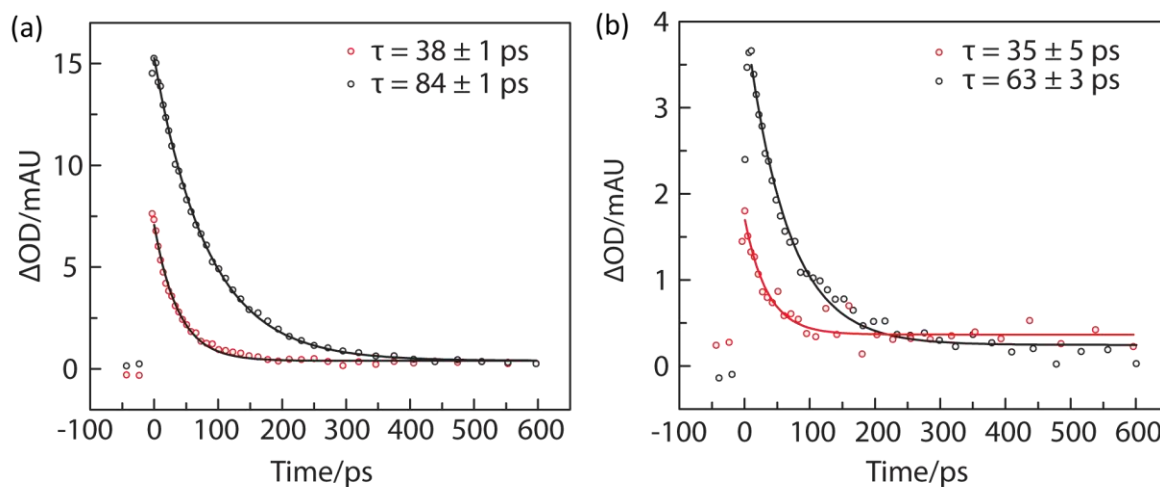 (a)
τ = 38 ± 1 ps
τ = 84 ± 1 ps
15
10
5
0
ΔOD/mAU
-100 0 100 200 300 400 500 600
Time/ps
(b)
τ = 35 ± 5 ps
τ = 63 ± 3 ps
4
3
2
1
0
ΔOD/mAU
-100 0 100 200 300 400 500 600
Time/ps